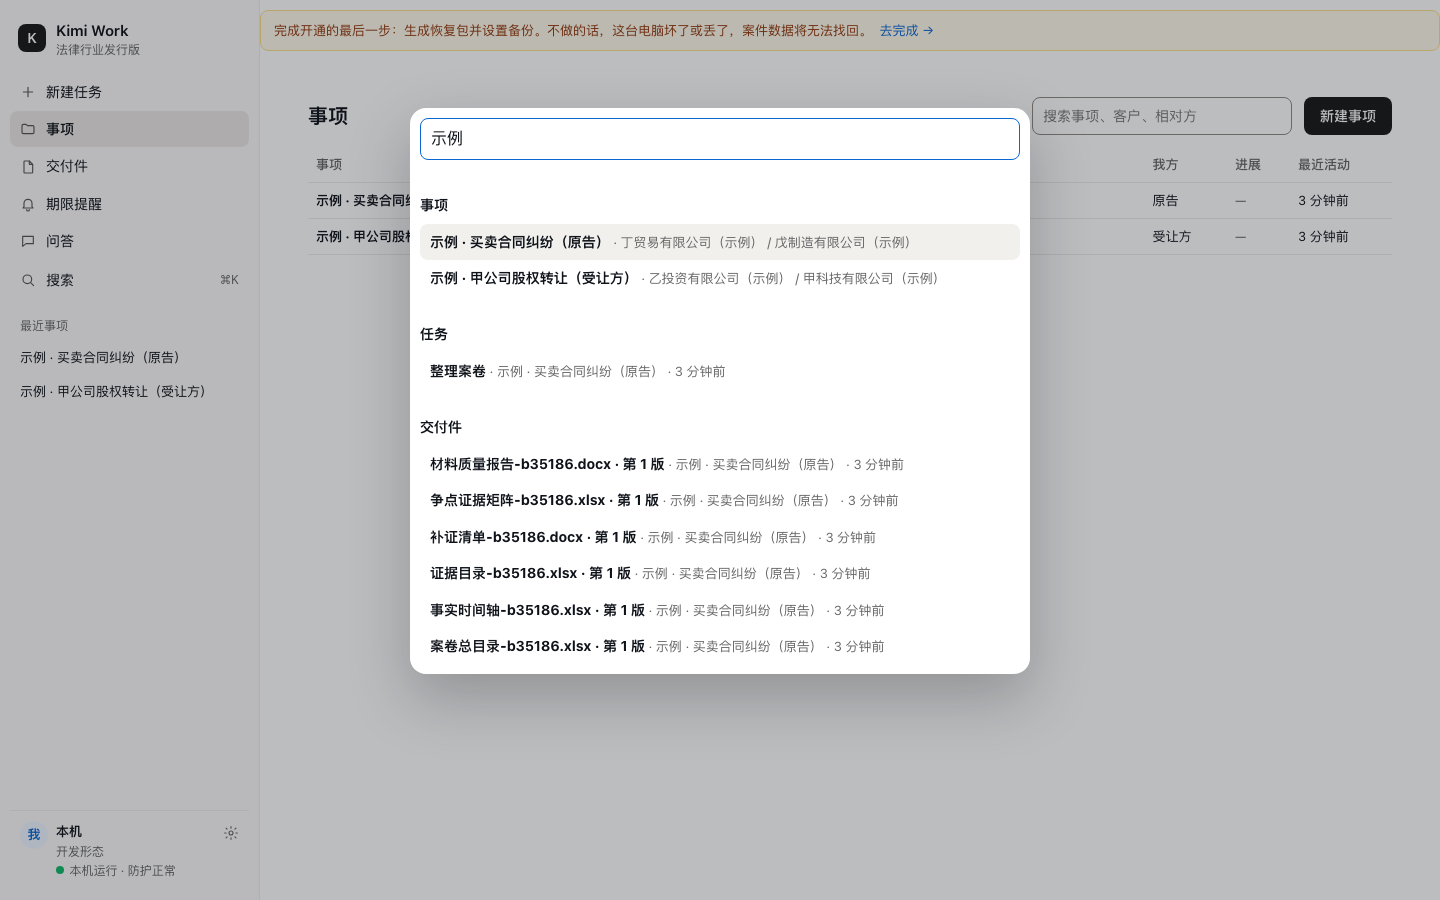 K
Kimi Work
法律行业发行版
新建任务
事项
交付件
期限提醒
问答
搜索 ⌘K
最近事项
示例 · 买卖合同纠纷（原告）
示例 · 甲公司股权转让（受让方）
我
本机
开发形态
本机运行 · 防护正常
完成开通的最后一步：生成恢复包并设置备份。不做的话，这台电脑坏了或丢了，案件数据将无法找回。 去完成 →
事项
搜索事项、客户、相对方
新建事项
事项 我方 进展 最近活动
示例 · 买卖合同纠 原告 — 3 分钟前
示例 · 甲公司股权 受让方 — 3 分钟前
示例
事项
示例 · 买卖合同纠纷（原告） · 丁贸易有限公司（示例） / 戊制造有限公司（示例）
示例 · 甲公司股权转让（受让方） · 乙投资有限公司（示例） / 甲科技有限公司（示例）
任务
整理案卷 · 示例 · 买卖合同纠纷（原告） · 3 分钟前
交付件
材料质量报告-b35186.docx · 第 1 版 · 示例 · 买卖合同纠纷（原告） · 3 分钟前
争点证据矩阵-b35186.xlsx · 第 1 版 · 示例 · 买卖合同纠纷（原告） · 3 分钟前
补证清单-b35186.docx · 第 1 版 · 示例 · 买卖合同纠纷（原告） · 3 分钟前
证据目录-b35186.xlsx · 第 1 版 · 示例 · 买卖合同纠纷（原告） · 3 分钟前
事实时间轴-b35186.xlsx · 第 1 版 · 示例 · 买卖合同纠纷（原告） · 3 分钟前
案卷总目录-b35186.xlsx · 第 1 版 · 示例 · 买卖合同纠纷（原告） · 3 分钟前